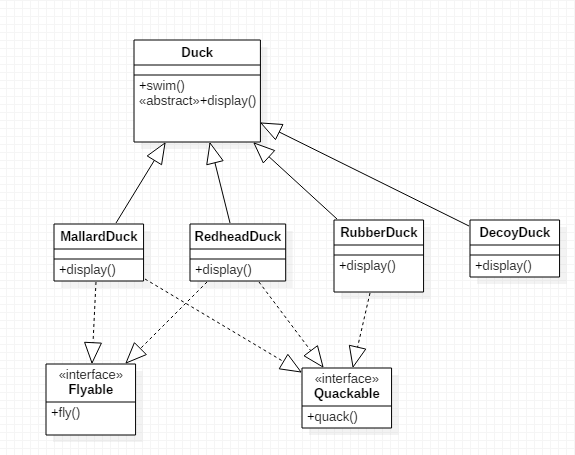 Duck
+swim()
«abstract»+display()
MallardDuck
+display()
RedheadDuck
+display()
RubberDuck
+display()
DecoyDuck
+display()
«interface»
Flyable
+fly()
«interface»
Quackable
+quack()